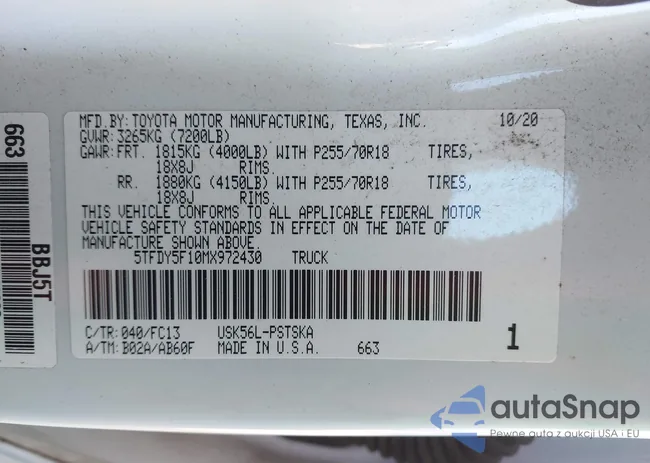 663
BBJ5T
MFD.BY:TOYOTA MOTOR MANUFACTURING, TEXAS, INC. 10/20
GVWR:3265KG (7200LB)
GAWR:FRT. 1815KG (4000LB) WITH P255/70R18 TIRES,
18X8J RIMS.
RR. 1880KG (4150LB) WITH P255/70R18 TIRES,
18X8J RIMS.
THIS VEHICLE CONFORMS TO ALL APPLICABLE FEDERAL MOTOR
VEHICLE SAFETY STANDARDS IN EFFECT ON THE DATE OF
MANUFACTURE SHOWN ABOVE.
5TFDY5F10MX972430 TRUCK
C/TR:040/FC13 USK56L-PSTSKA
A/TM:B02A/AB60F MADE IN U.S.A. 663 1
autoSnap
Pewne auta z aukcji USA i EU